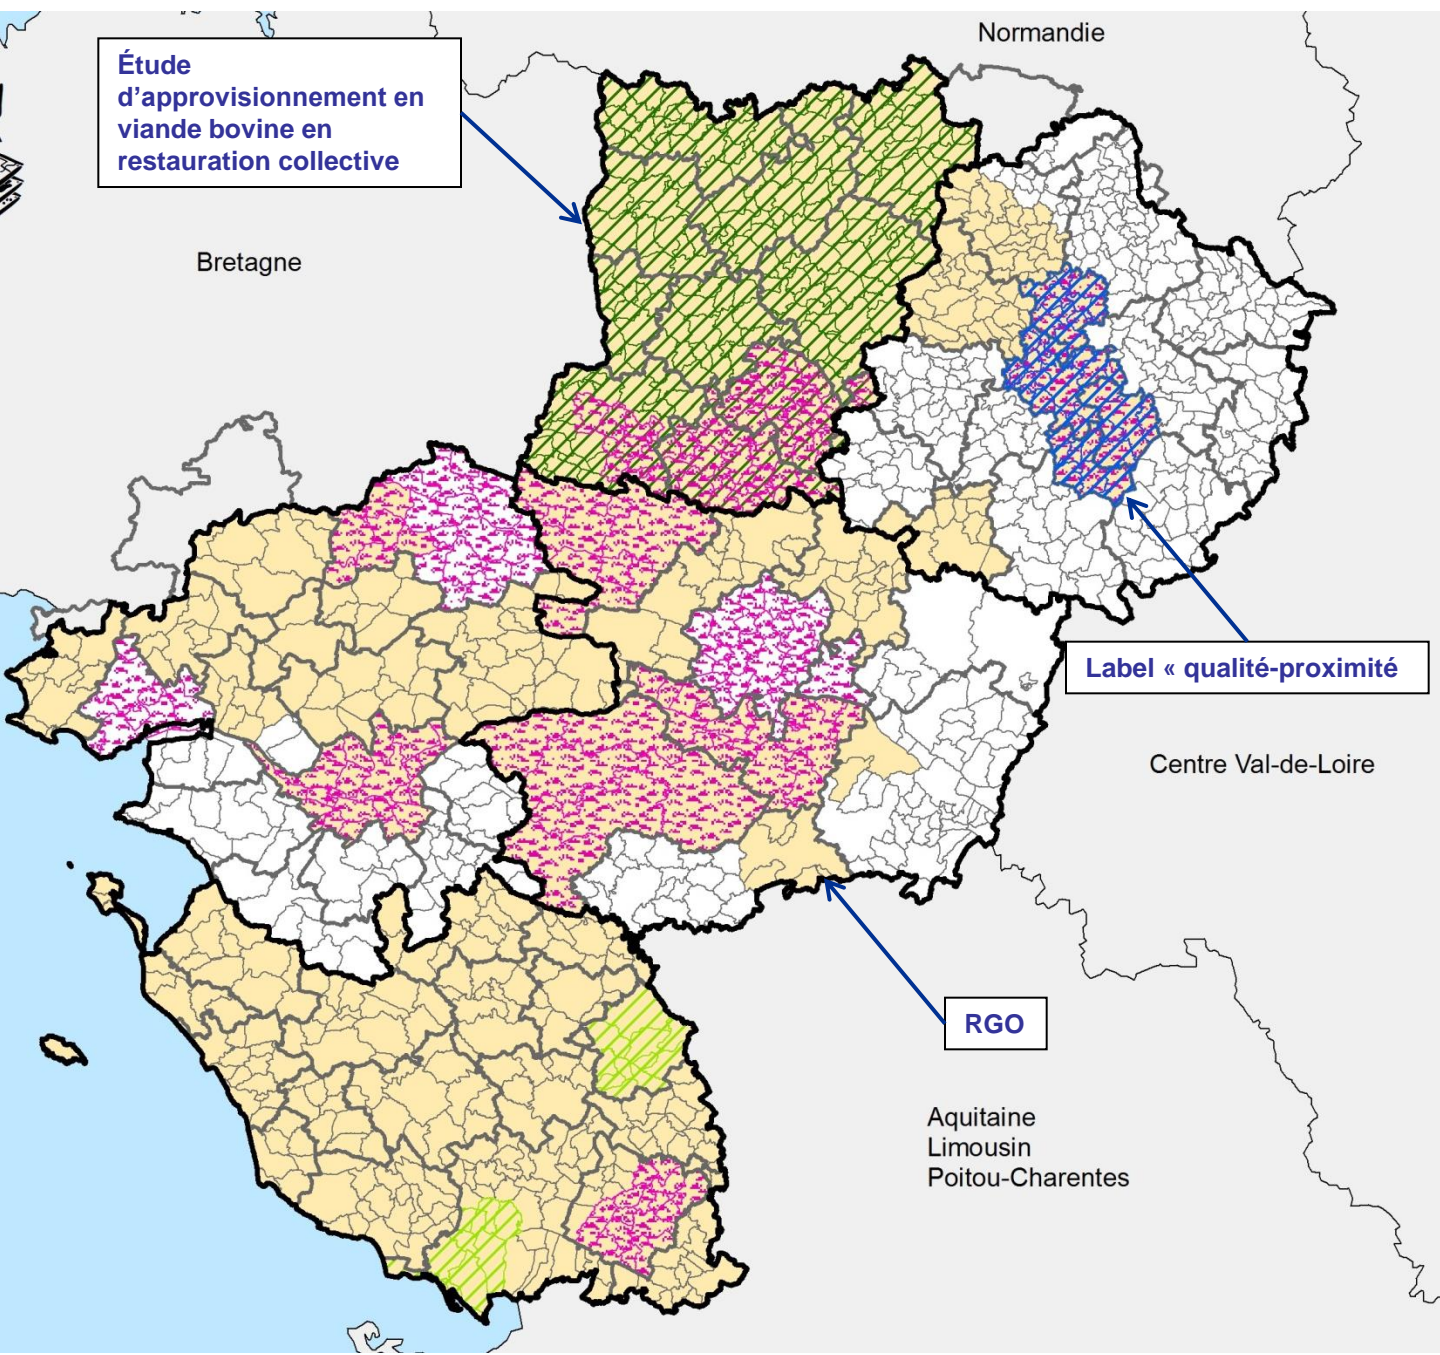 Normandie
Étude
d’approvisionnement en
viande bovine en
restauration collective
Bretagne
Label « qualité-proximité
Centre Val-de-Loire
RGO
Aquitaine
Limousin
Poitou-Charentes